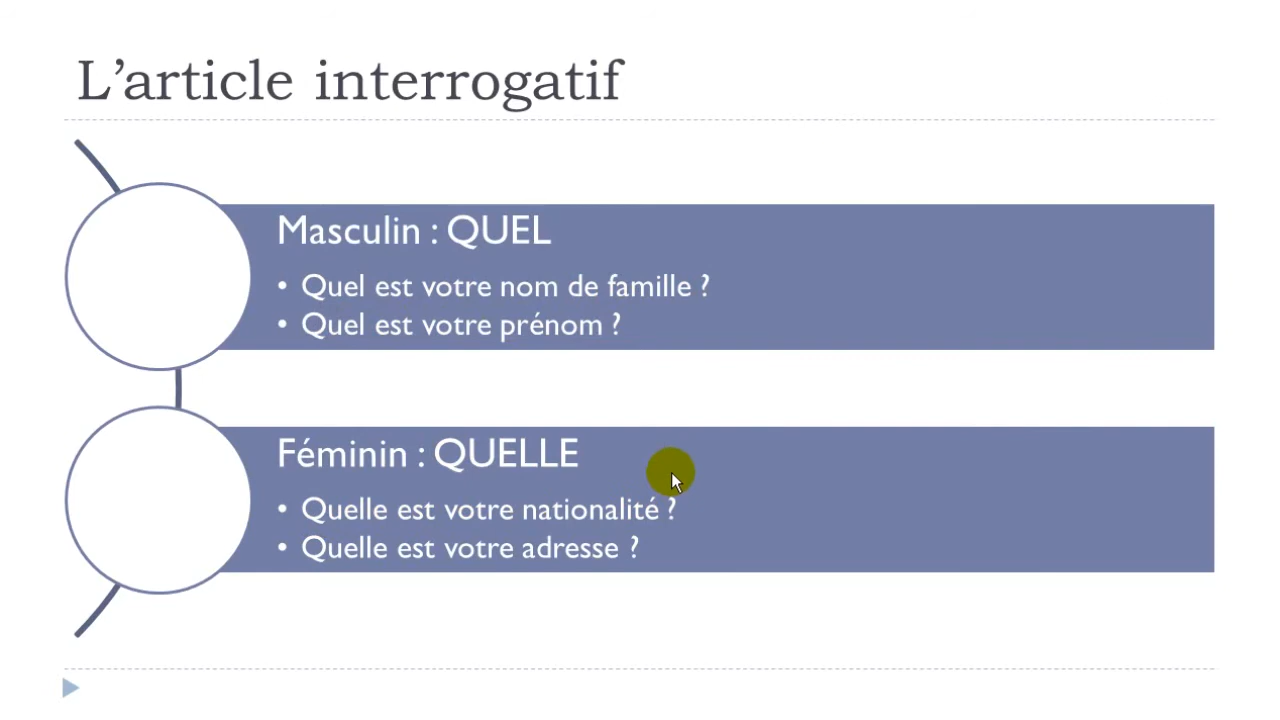 L’article interrogatif
Masculin : QUEL
• Quel est votre nom de famille ?
• Quel est votre prénom ?
Féminin : QUELLE
• Quelle est votre nationalité ?
• Quelle est votre adresse ?